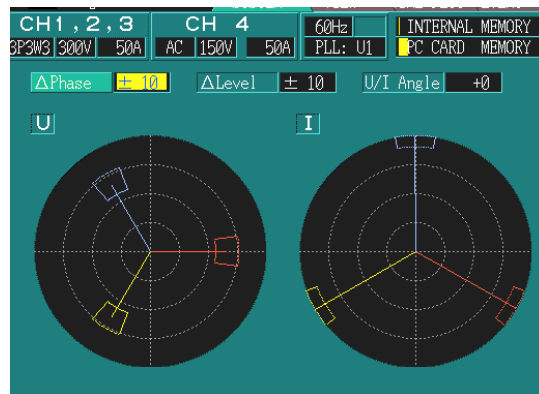 CH1,2,3 CH 4 60Hz INTERNAL MEMORY
3P3W3 300V 50A AC 150V 50A PLL: U1 PC CARD MEMORY
ΔPhase ± 10 ΔLevel ± 10 U/I Angle +0
U I